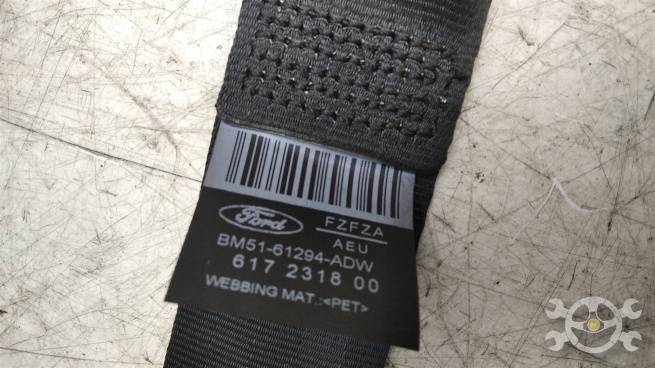 Ford
FZFZA
AEU
BM51-61294-ADW
617 2318 00
WEBBING MAT.:<PET>